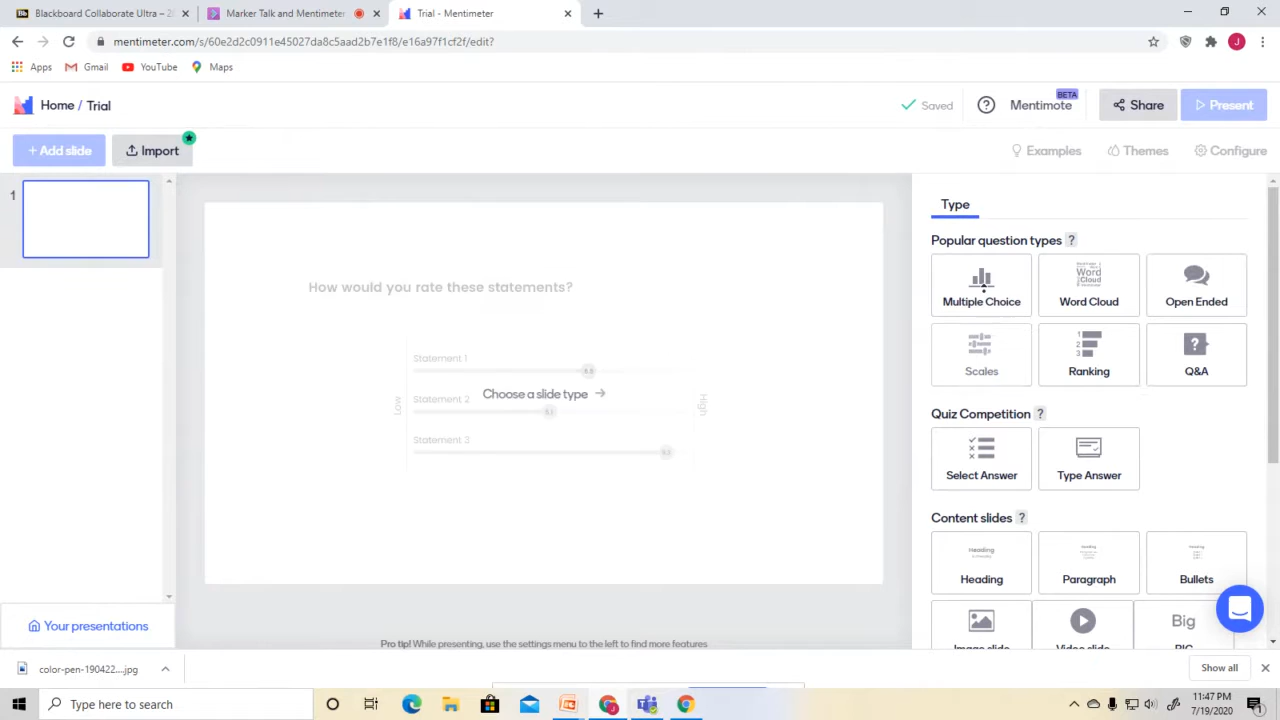 Blackboard Collaborate Ultra – 20
Marker Talk and Mentimeter
Trial - Mentimeter
mentimeter.com/s/60e2d2c0911e45027da8c5aad2b7e1f8/e16a97f1cf2f/edit?
J
Apps
Gmail
YouTube
Maps
Home / Trial
Saved
Mentimote
BETA
Share
Present
+ Add slide
Import
Examples
Themes
Configure
1
How would you rate these statements?
Statement 1
Statement 2
Statement 3
Low
High
Choose a slide type
Type
Popular question types ?
Multiple Choice
Word Cloud
Open Ended
Scales
Ranking
Q&A
Quiz Competition ?
Select Answer
Type Answer
Content slides ?
Heading
Paragraph
Bullets
Big
Your presentations
Pro tip! While presenting, use the settings menu to the left to find more features
color-pen-190422....jpg
Show all
Type here to search
11:47 PM
7/19/2020